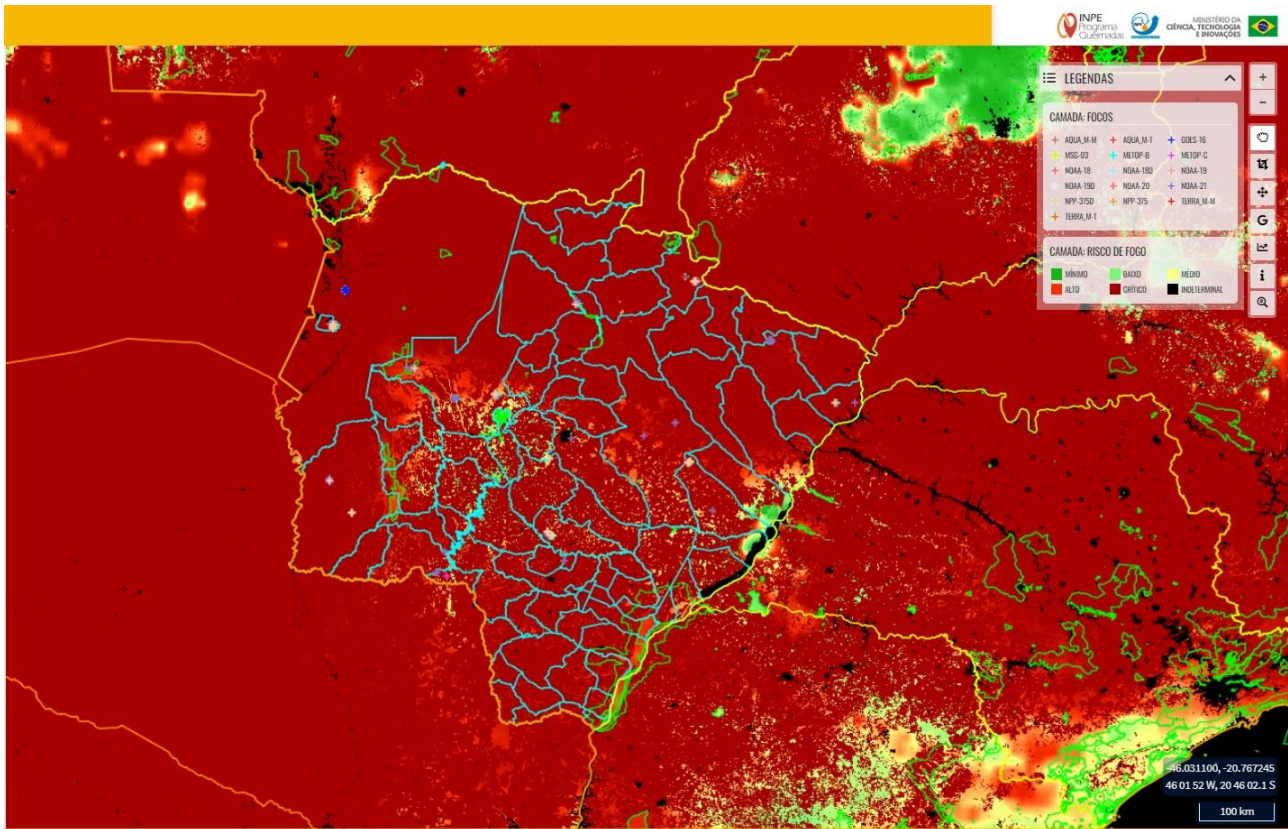 INPE
Programa
Queimadas
MINISTÉRIO DA
CIÊNCIA, TECNOLOGIA
E INOVAÇÕES
LEGENDAS
CAMADA: FOCOS
AQUA_M-M AQUA_M-T GOES-16
MSG-03 METOP-B METOP-C
NOAA-18 NOAA-18D NOAA-19
NOAA-19D NOAA-20 NOAA-21
NPP-375D NPP-375 TERRA_M-M
TERRA_M-T
CAMADA: RISCO DE FOGO
MÍNIMO BAIXO MÉDIO
ALTO CRÍTICO INDETERMINAD
+
−
G
i
-46.031100, -20.767245
46 01 52 W, 20 46 02.1 S
100 km